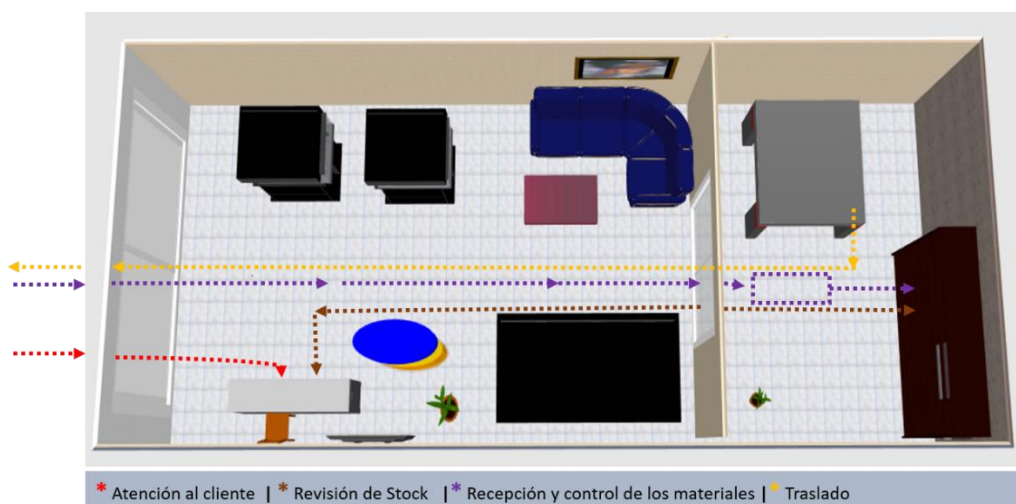 * Atención al cliente | * Revisión de Stock | * Recepción y control de los materiales | * Traslado